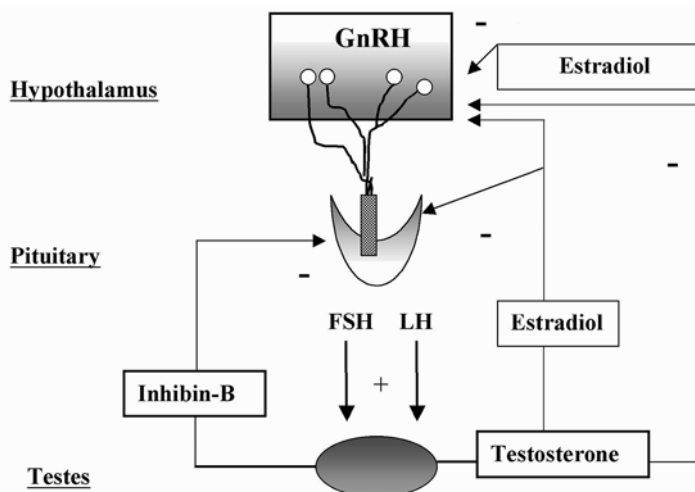 GnRH
-
Estradiol
Hypothalamus
-
Pituitary
-
-
FSH LH
Estradiol
+
Inhibin-B
Testosterone
Testes